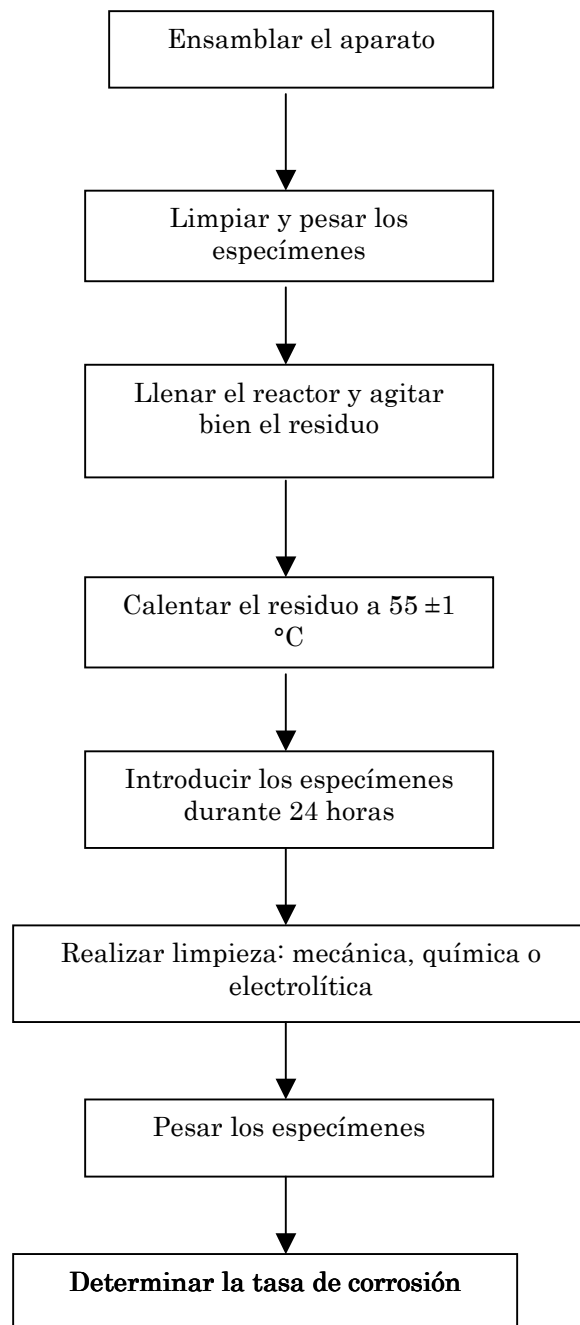 Ensamblar el aparato
Limpiar y pesar los
especímenes
Llenar el reactor y agitar
bien el residuo
Calentar el residuo a 55 ±1
°C
Introducir los especímenes
durante 24 horas
Realizar limpieza: mecánica, química o
electrolítica
Pesar los especímenes
Determinar la tasa de corrosión